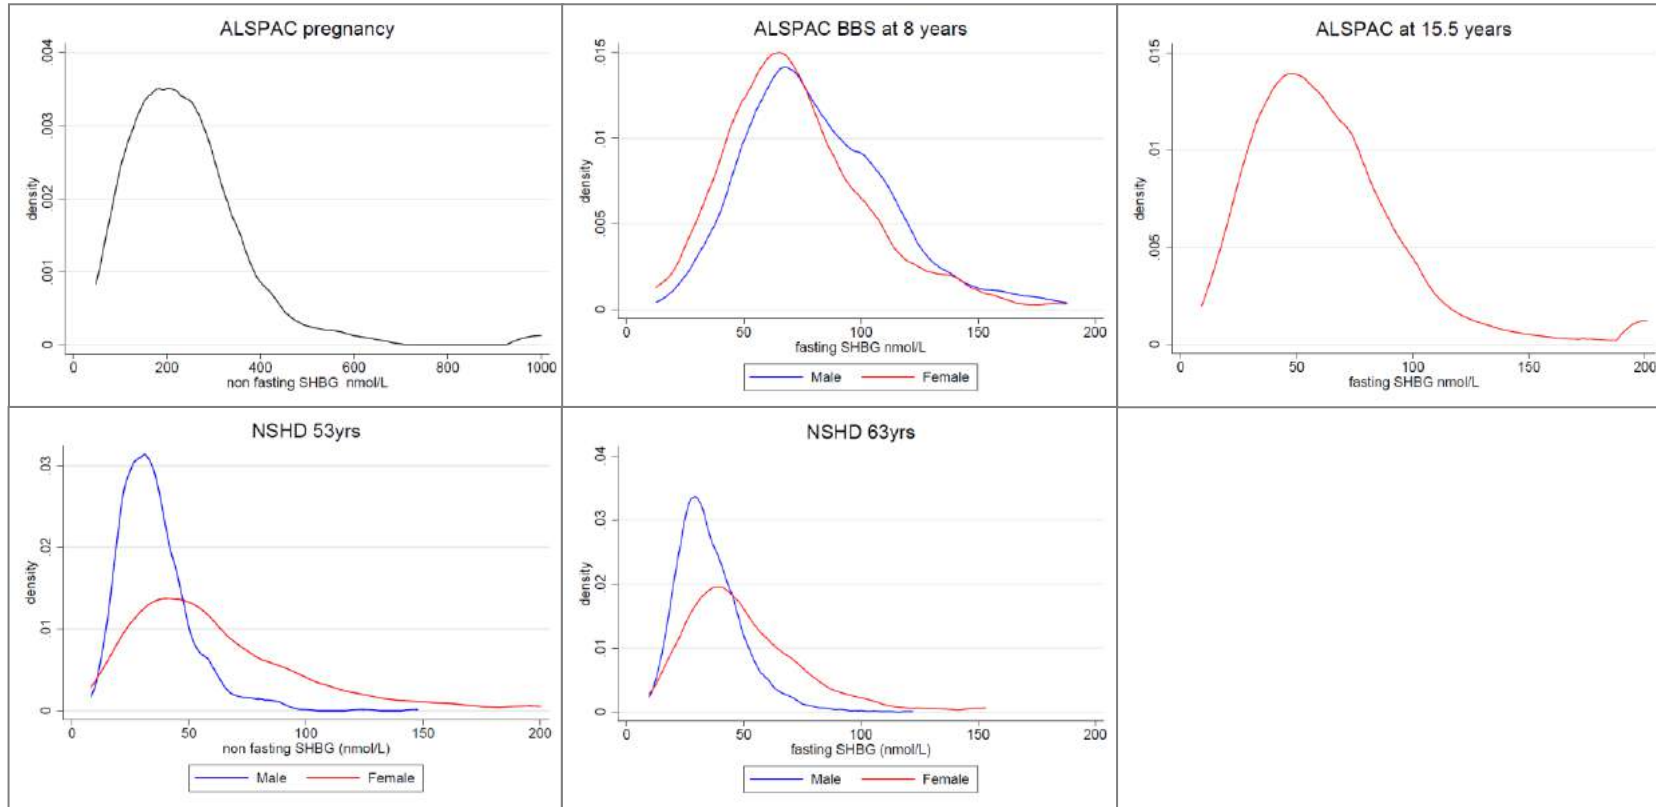 ALSPAC pregnancy
.004
.003
.002
.001
0
density
0 200 400 600 800 1000
non fasting SHBG nmol/L
ALSPAC BBS at 8 years
.015
.01
.005
0
density
0 50 100 150 200
fasting SHBG nmol/L
Male Female
ALSPAC at 15.5 years
.015
.01
.005
0
density
0 50 100 150 200
fasting SHBG nmol/L
NSHD 53yrs
.03
.02
.01
0
density
0 50 100 150 200
non fasting SHBG (nmol/L)
Male Female
NSHD 63yrs
.04
.03
.02
.01
0
density
0 50 100 150 200
fasting SHBG (nmol/L)
Male Female